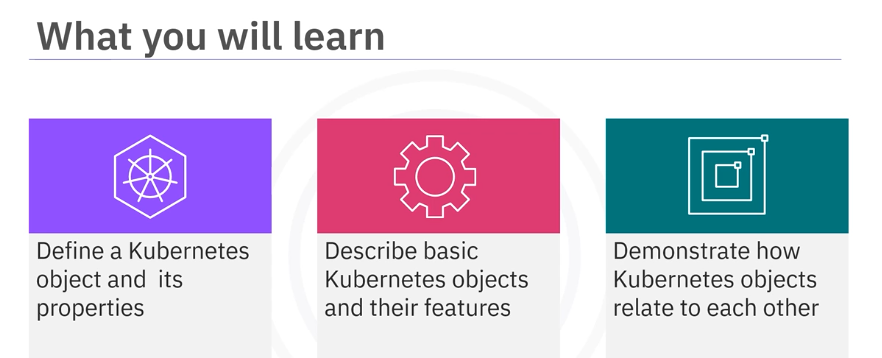 What you will learn
Define a Kubernetes
object and  its
properties
Describe basic
Kubernetes objects
and their features
Demonstrate how
Kubernetes objects
relate to each other